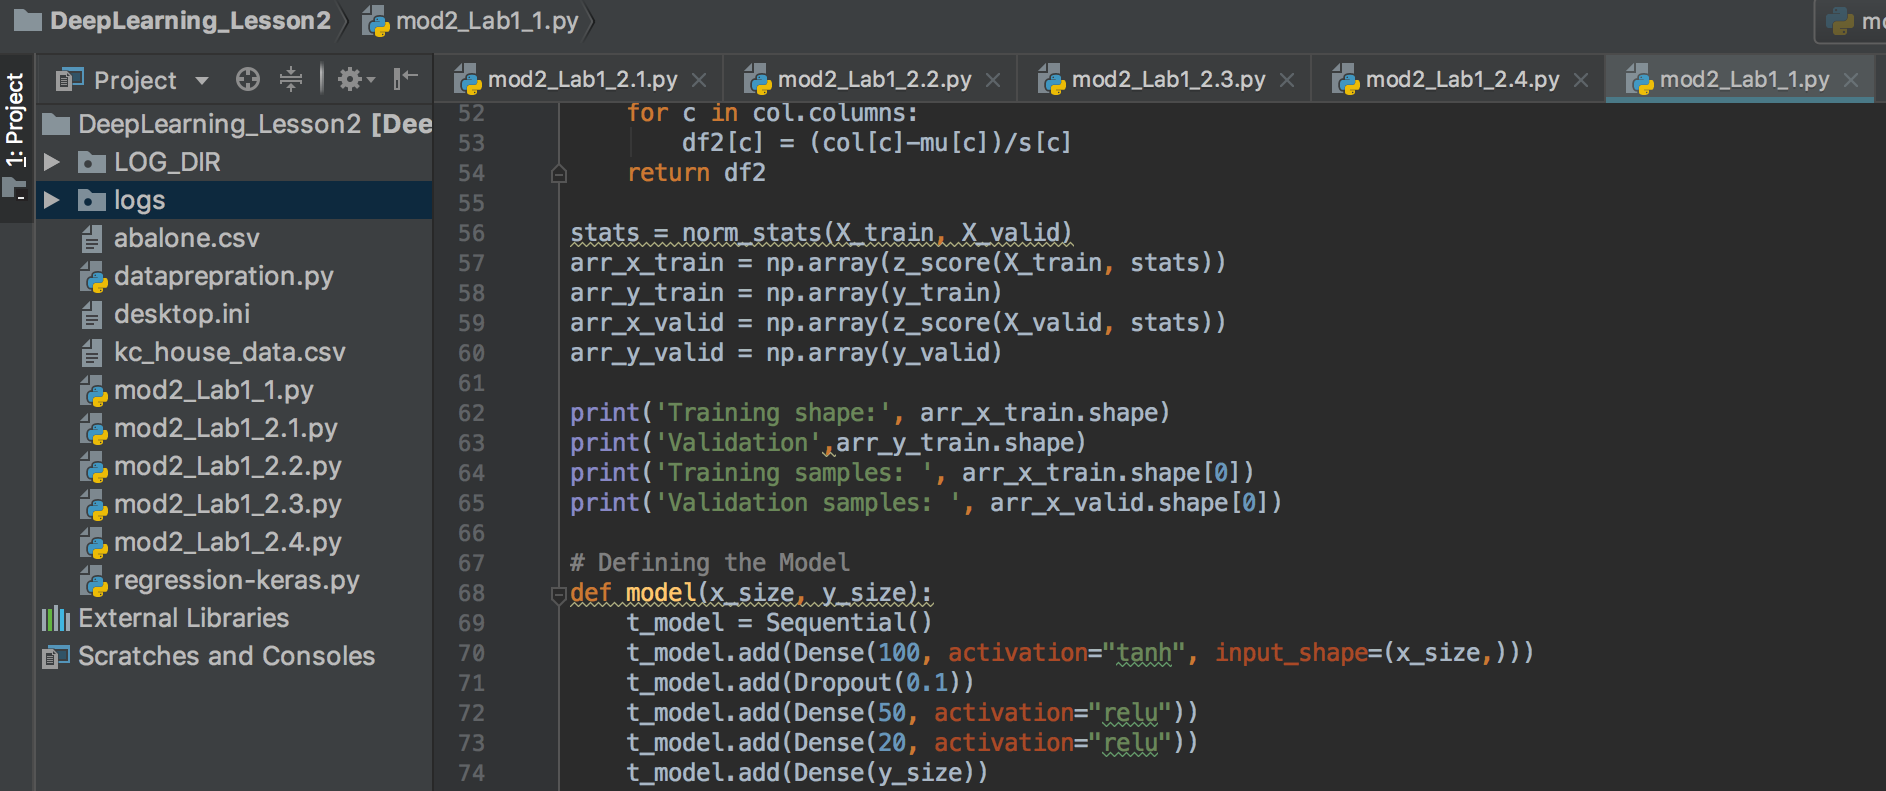 DeepLearning_Lesson2 mod2_Lab1_1.py
1: Project
Project
DeepLearning_Lesson2 [Dee
LOG_DIR
logs
abalone.csv
dataprepration.py
desktop.ini
kc_house_data.csv
mod2_Lab1_1.py
mod2_Lab1_2.1.py
mod2_Lab1_2.2.py
mod2_Lab1_2.3.py
mod2_Lab1_2.4.py
regression-keras.py
External Libraries
Scratches and Consoles
mod2_Lab1_2.1.py mod2_Lab1_2.2.py mod2_Lab1_2.3.py mod2_Lab1_2.4.py mod2_Lab1_1.py
52     for c in col.columns:
53         df2[c] = (col[c]-mu[c])/s[c]
54     return df2
55
56 stats = norm_stats(X_train, X_valid)
57 arr_x_train = np.array(z_score(X_train, stats))
58 arr_y_train = np.array(y_train)
59 arr_x_valid = np.array(z_score(X_valid, stats))
60 arr_y_valid = np.array(y_valid)
61
62 print('Training shape:', arr_x_train.shape)
63 print('Validation',arr_y_train.shape)
64 print('Training samples: ', arr_x_train.shape[0])
65 print('Validation samples: ', arr_x_valid.shape[0])
66
67 # Defining the Model
68 def model(x_size, y_size):
69     t_model = Sequential()
70     t_model.add(Dense(100, activation="tanh", input_shape=(x_size,)))
71     t_model.add(Dropout(0.1))
72     t_model.add(Dense(50, activation="relu"))
73     t_model.add(Dense(20, activation="relu"))
74     t_model.add(Dense(y_size))